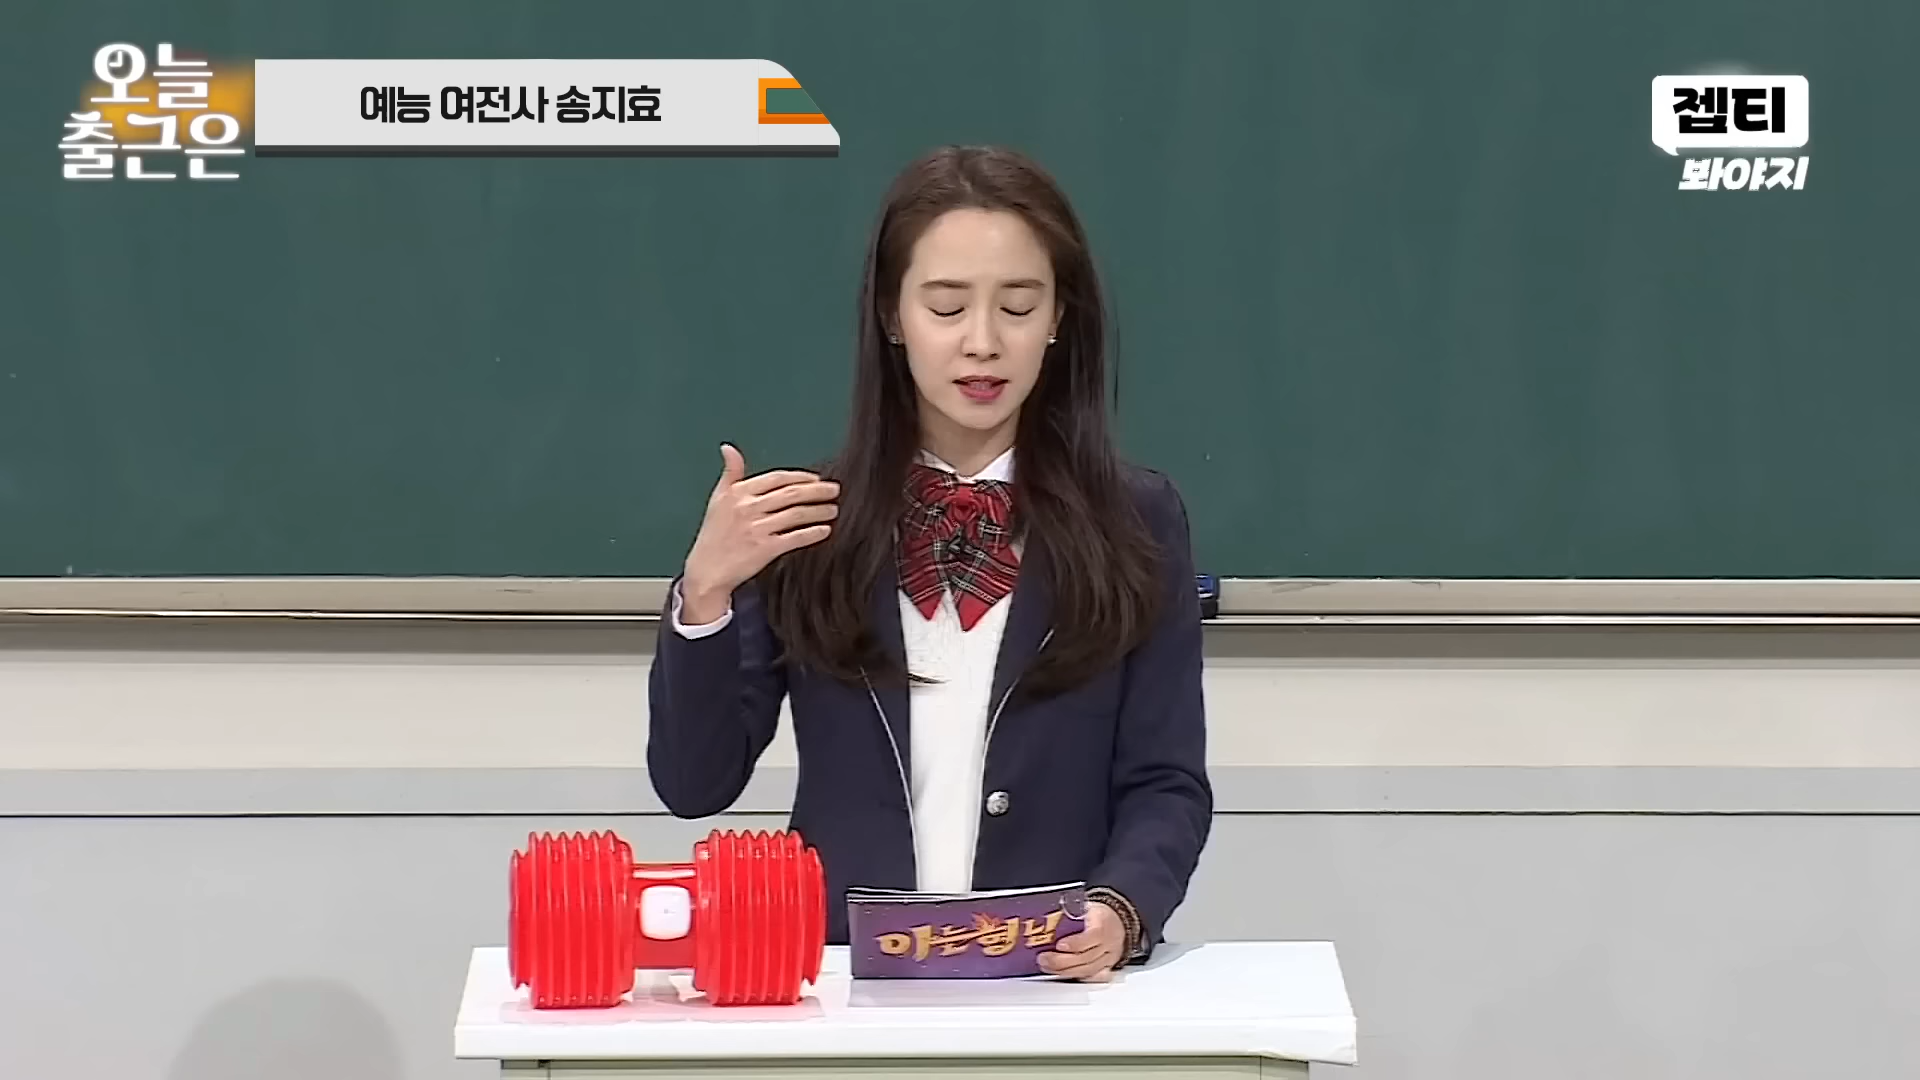 오늘
출근은
예능 여전사 송지효
젭티
봐야지
아는형님